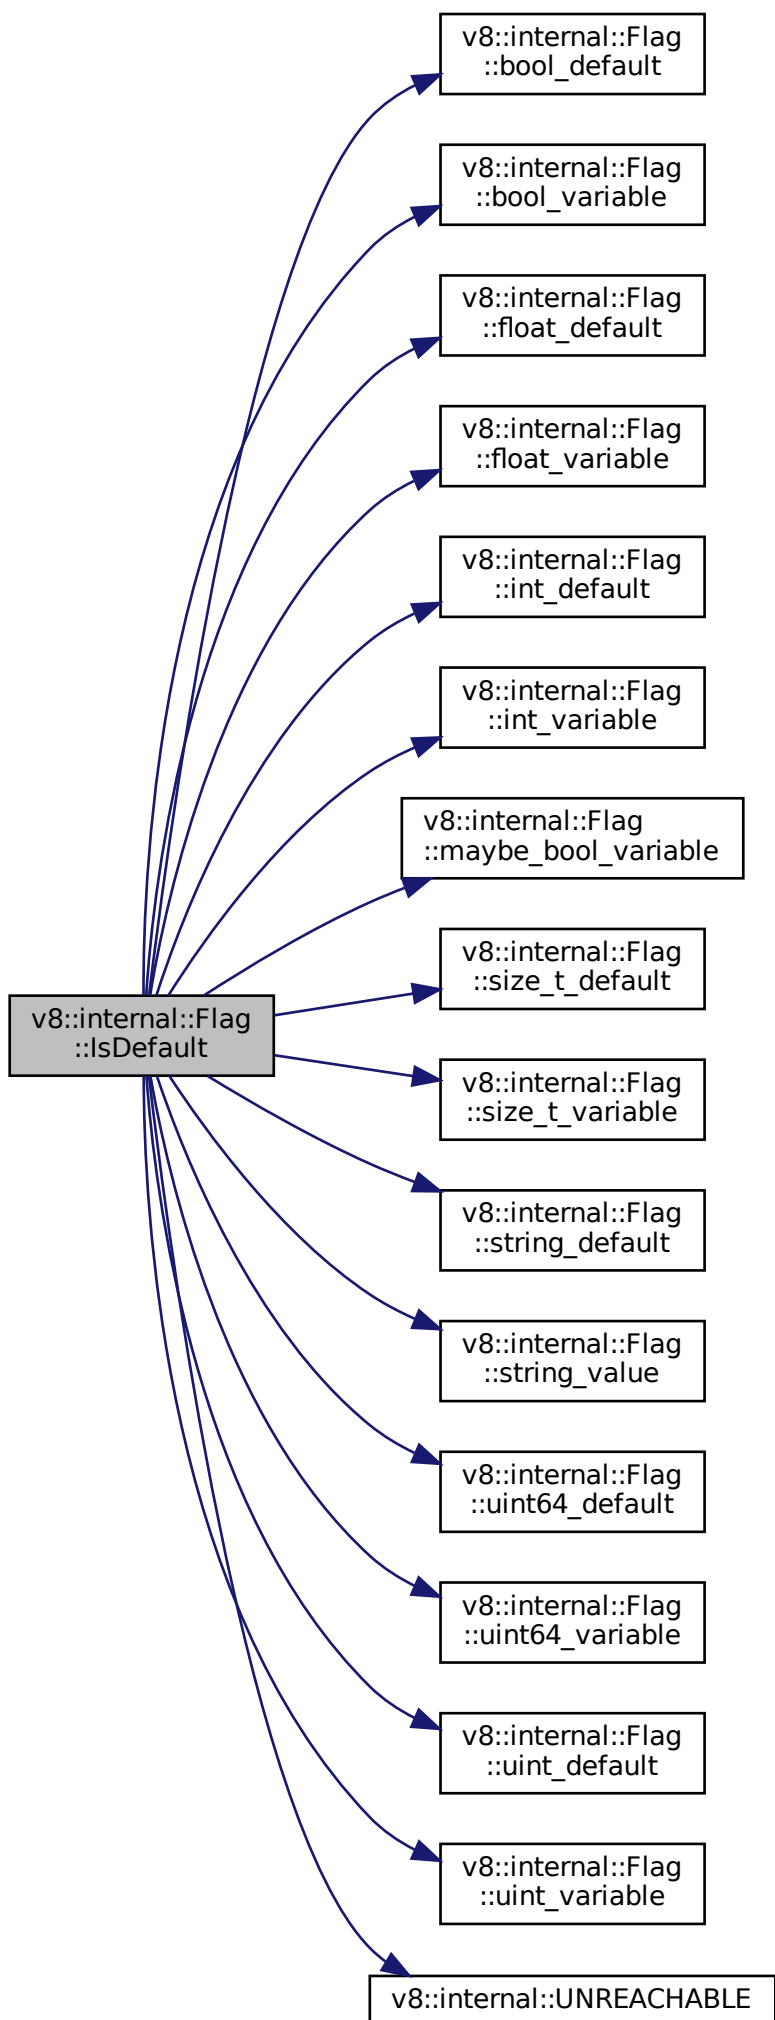 v8::internal::Flag
::bool_default
v8::internal::Flag
::bool_variable
v8::internal::Flag
::float_default
v8::internal::Flag
::float_variable
v8::internal::Flag
::int_default
v8::internal::Flag
::int_variable
v8::internal::Flag
::maybe_bool_variable
v8::internal::Flag
::size_t_default
v8::internal::Flag
::IsDefault
v8::internal::Flag
::size_t_variable
v8::internal::Flag
::string_default
v8::internal::Flag
::string_value
v8::internal::Flag
::uint64_default
v8::internal::Flag
::uint64_variable
v8::internal::Flag
::uint_default
v8::internal::Flag
::uint_variable
v8::internal::UNREACHABLE